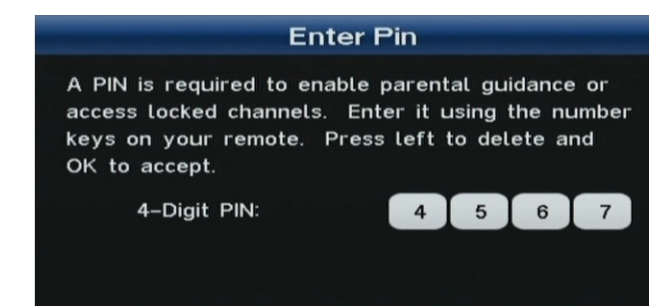 Enter Pin
A PIN is required to enable parental guidance or
access locked channels. Enter it using the number
keys on your remote. Press left to delete and
OK to accept.
4-Digit PIN: 4 5 6 7